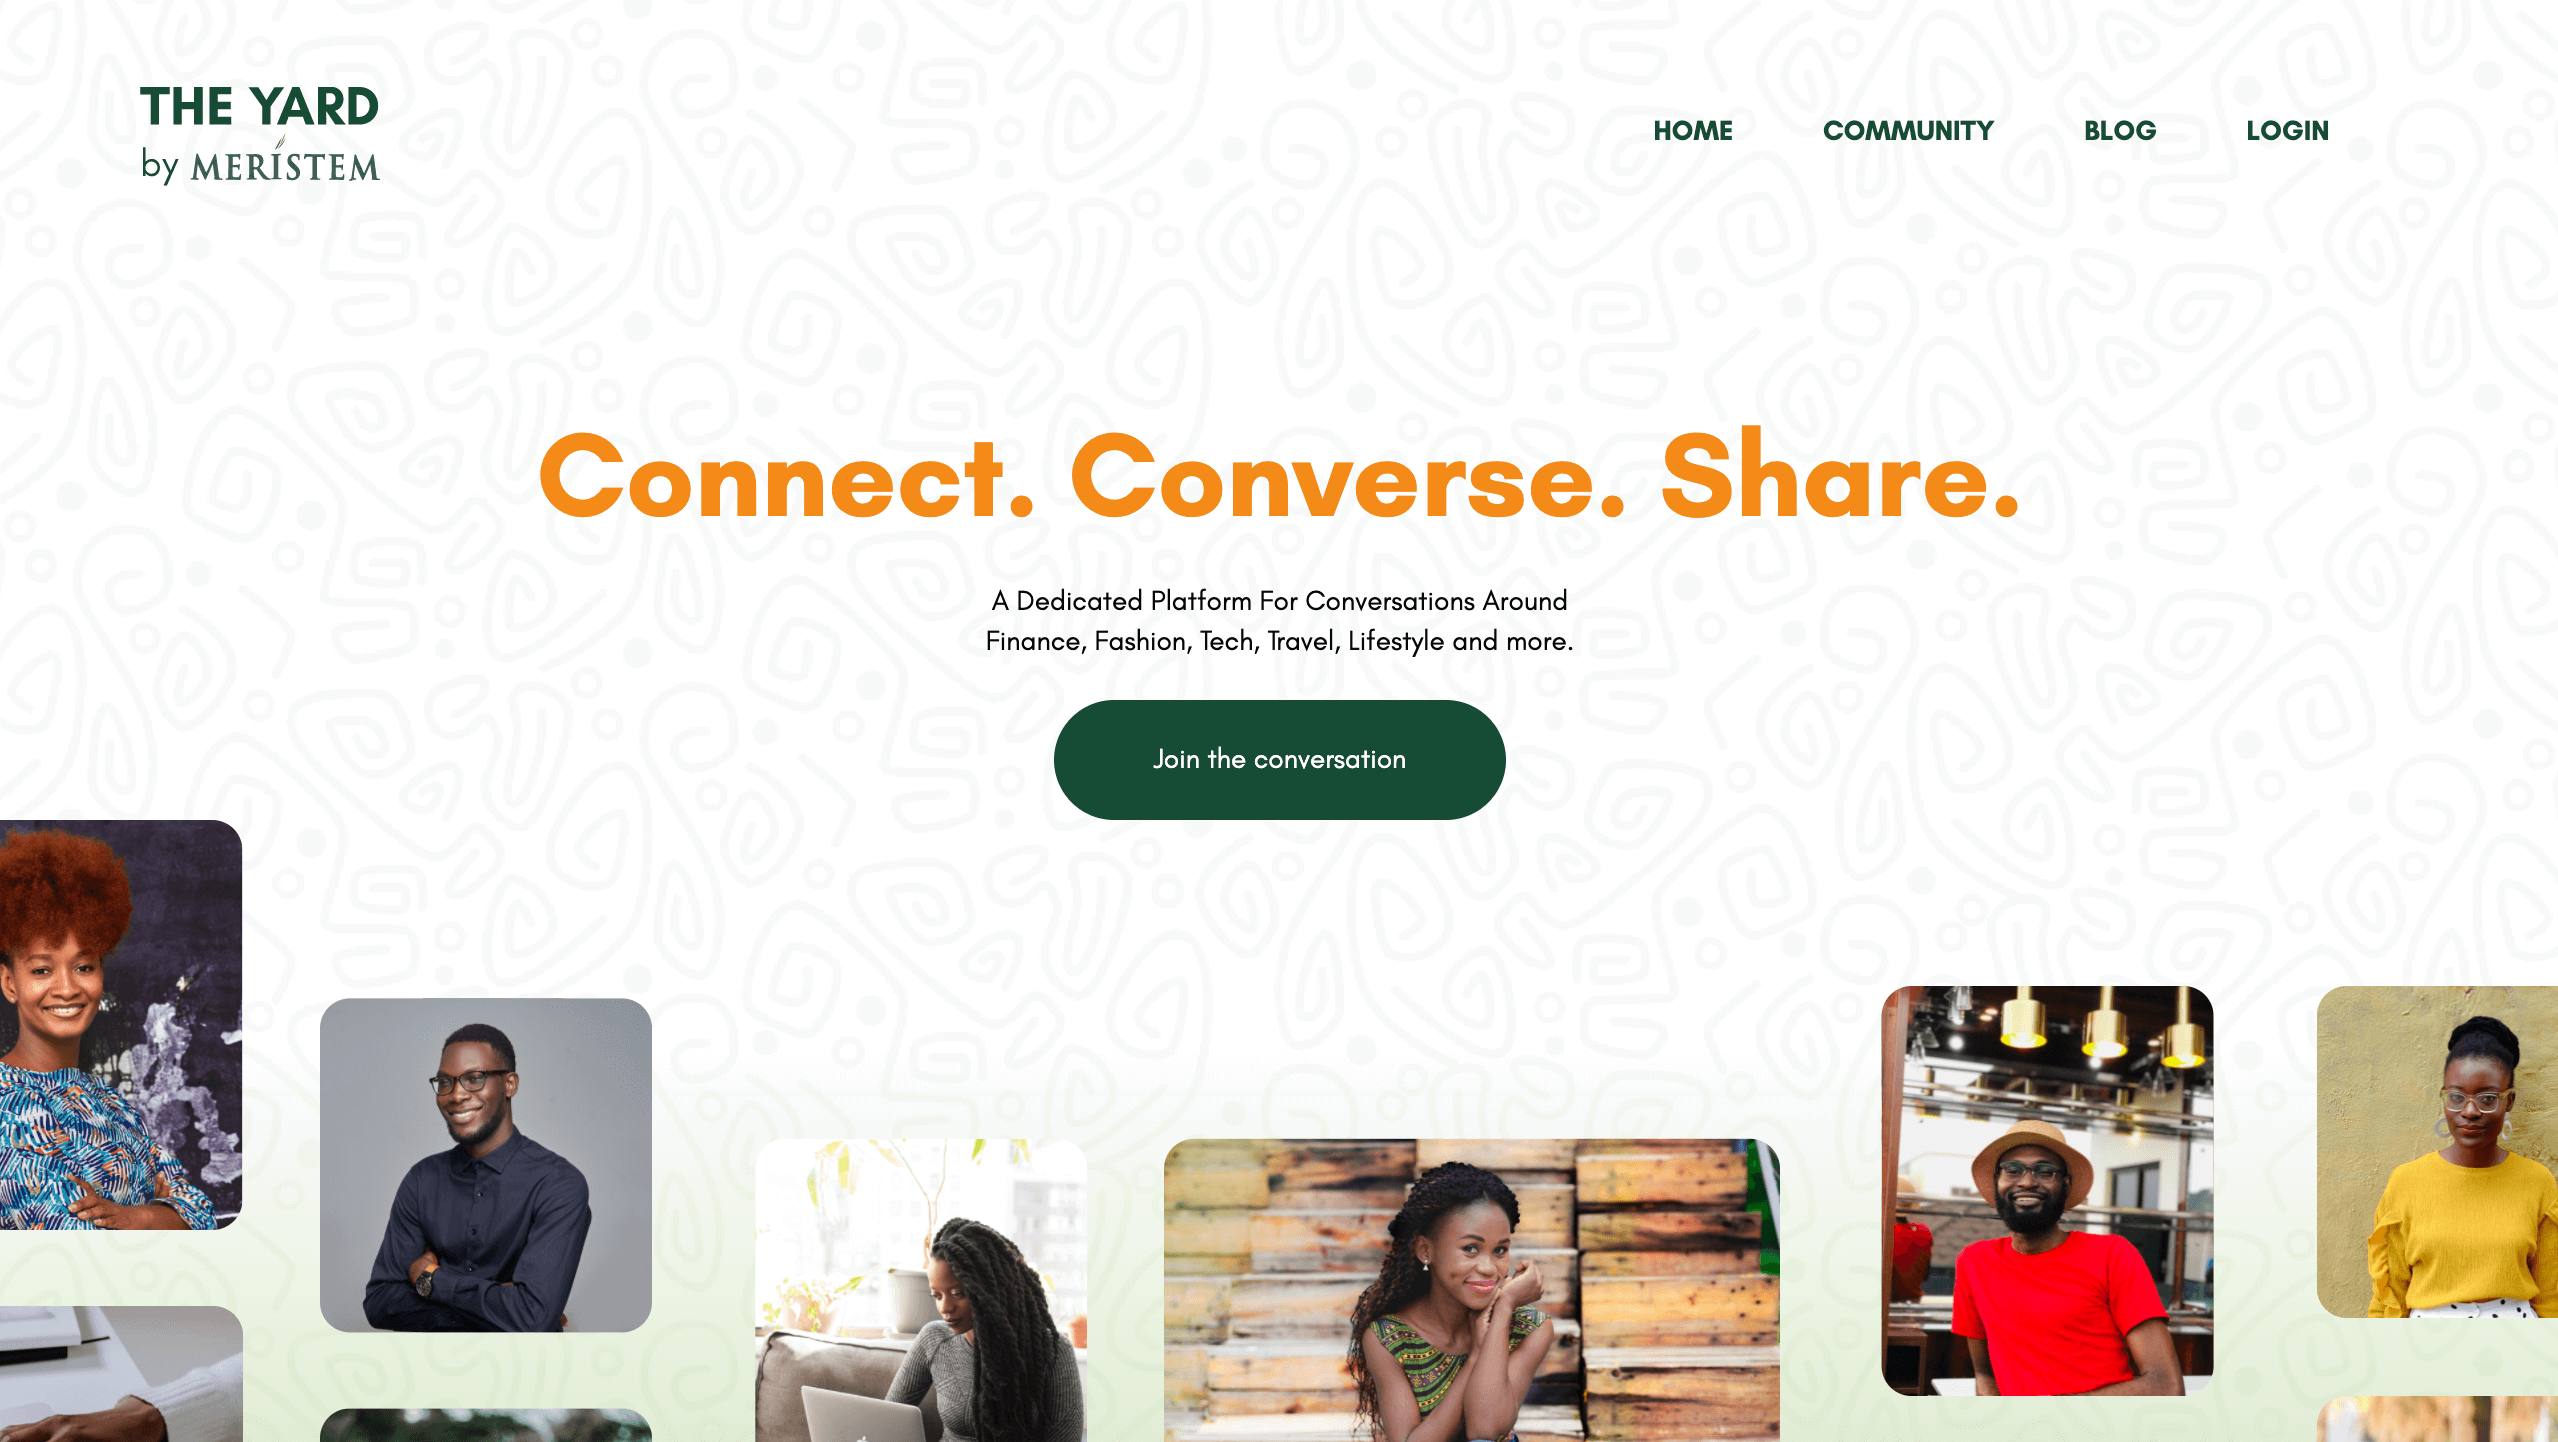 THE YARD
by MERISTEM
HOME COMMUNITY BLOG LOGIN
Connect. Converse. Share.
A Dedicated Platform For Conversations Around
Finance, Fashion, Tech, Travel, Lifestyle and more.
Join the conversation